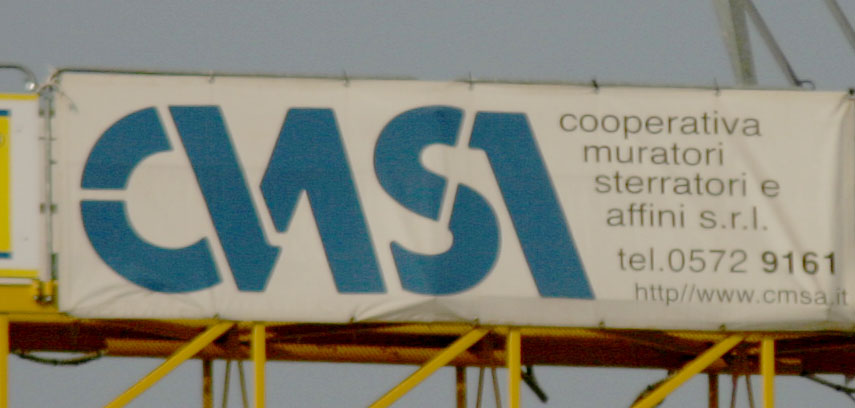 CMSA
cooperativa
muratori
sterratori e
affini s.r.l.
tel.0572 9161
http//www.cmsa.it